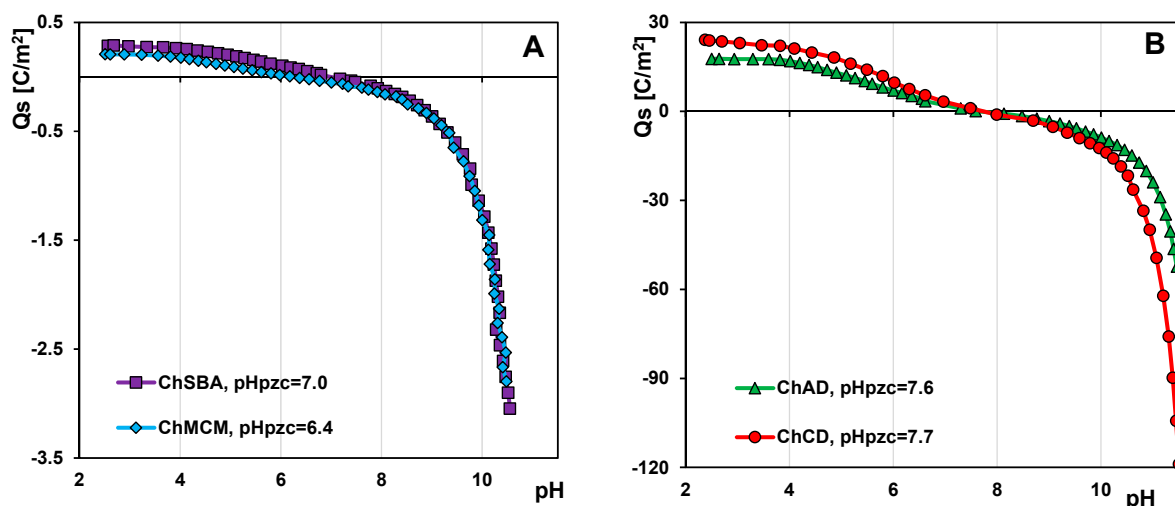 A
Qs [C/m²]
0.5
-0.5
-1.5
-2.5
-3.5
ChSBA, pHpzc=7.0
ChMCM, pHpzc=6.4
2
4
6
8
10
pH
B
Qs [C/m²]
30
0
-30
-60
-90
-120
ChAD, pHpzc=7.6
ChCD, pHpzc=7.7
2
4
6
8
10
pH